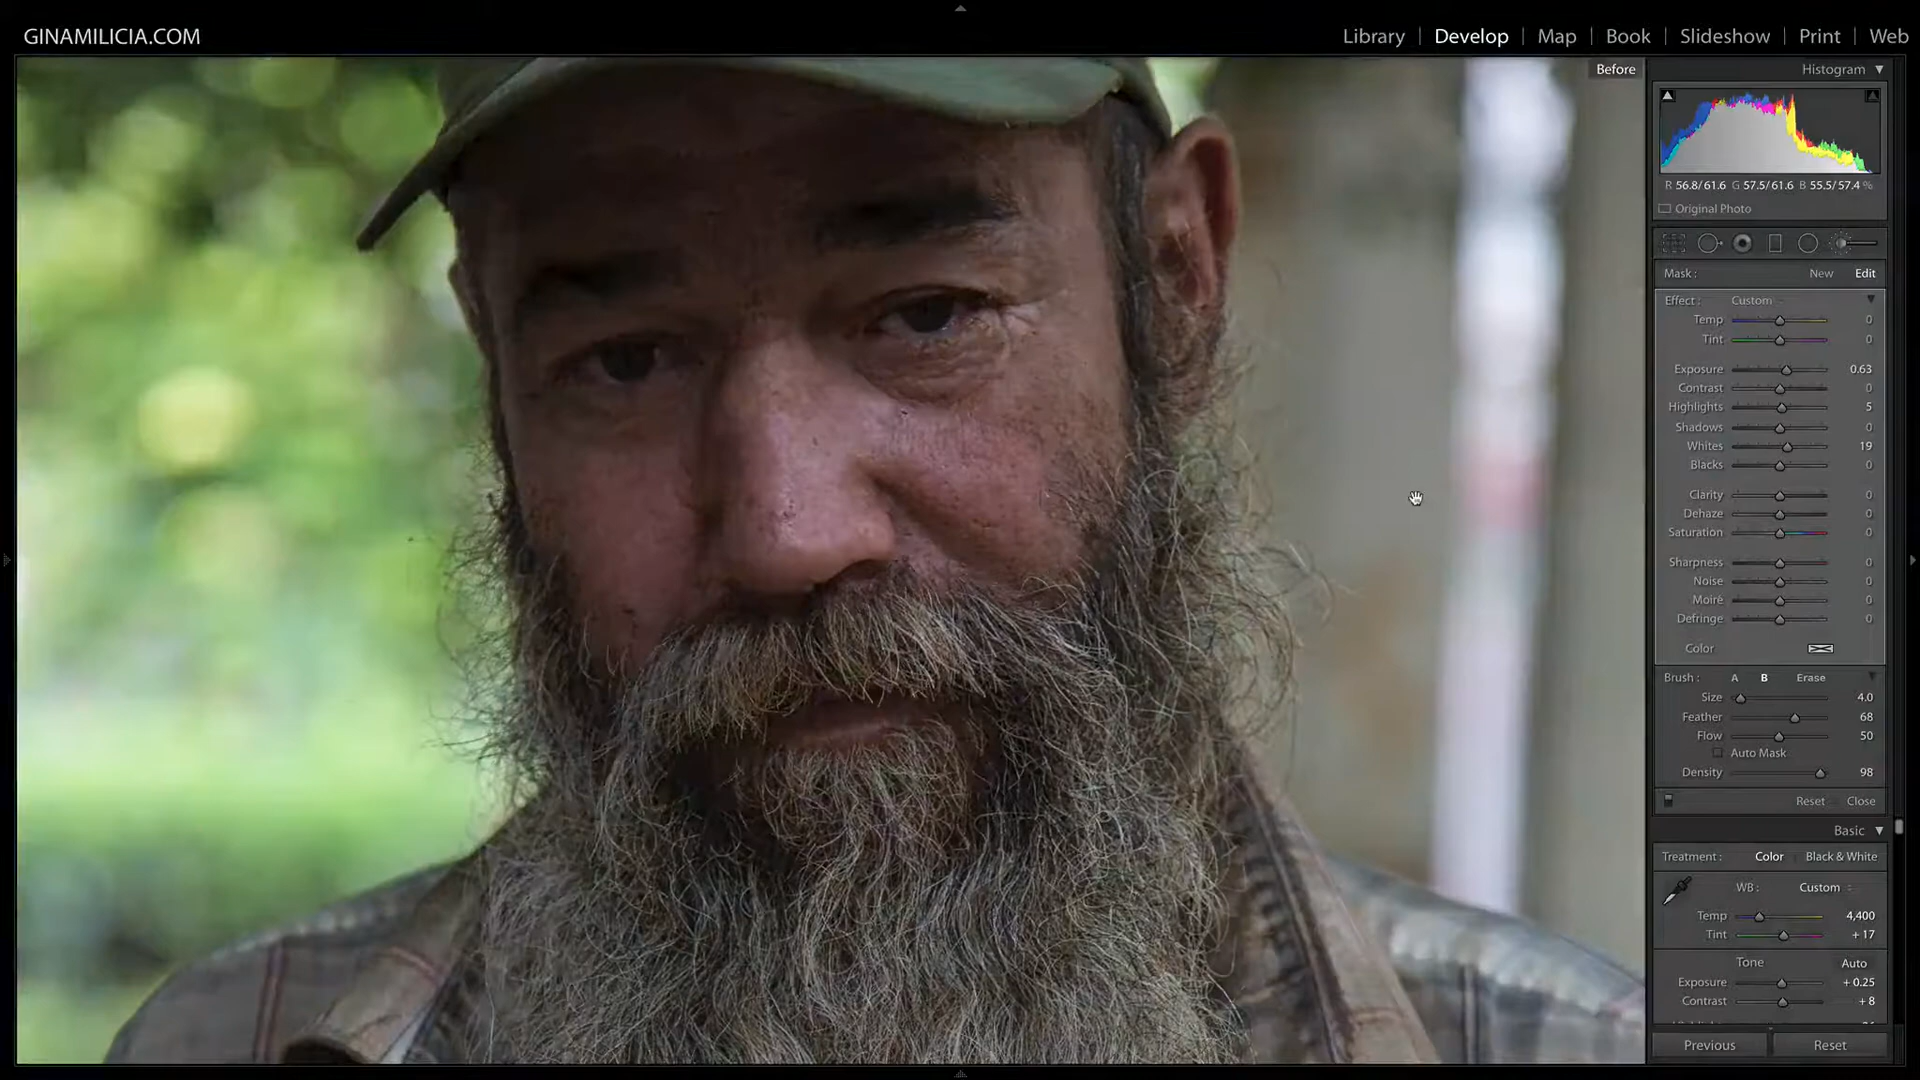 GINAMILICIA.COM
Library | Develop | Map | Book | Slideshow | Print | Web
Before
Histogram
R 56.8/61.6 G 57.5/61.6 B 55.5/57.4 %
Original Photo
Mask : New Edit
Effect : Custom
Temp 0
Tint 0
Exposure 0.63
Contrast 0
Highlights 5
Shadows 0
Whites 19
Blacks 0
Clarity 0
Dehaze 0
Saturation 0
Sharpness 0
Noise 0
Moiré 0
Defringe 0
Color
Brush : A B Erase
Size 4.0
Feather 68
Flow 50
Auto Mask
Density 98
Reset Close
Basic
Treatment : Color Black & White
WB : Custom
Temp 4,400
Tint + 17
Tone Auto
Exposure + 0.25
Contrast + 8
Previous Reset